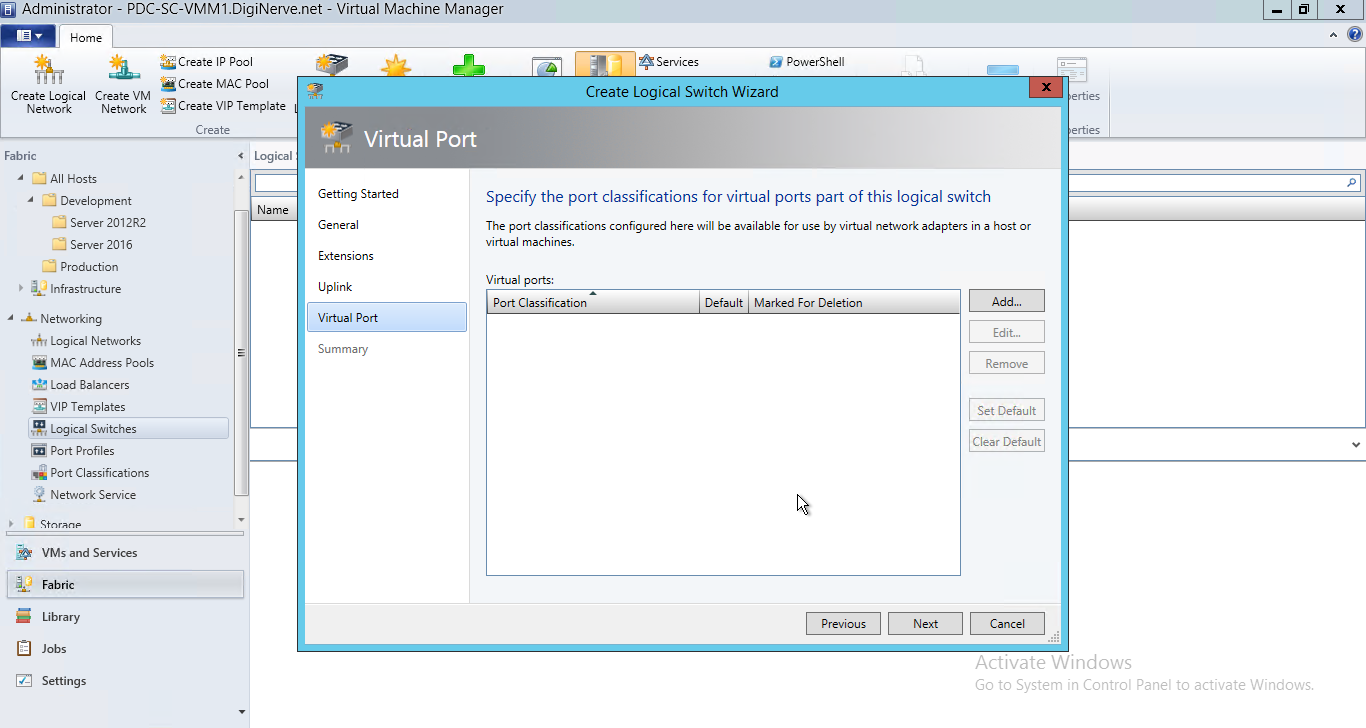 Administrator - PDC-SC-VMM1.DigiNerve.net - Virtual Machine Manager
Home
Create Logical Network
Create VM Network
Create IP Pool
Create MAC Pool
Create VIP Template
Create
Services
PowerShell
Fabric
All Hosts
Development
Server 2012R2
Server 2016
Production
Infrastructure
Networking
Logical Networks
MAC Address Pools
Load Balancers
VIP Templates
Logical Switches
Port Profiles
Port Classifications
Network Service
Storage
VMs and Services
Fabric
Library
Jobs
Settings
Logical
Name
Create Logical Switch Wizard
Virtual Port
Getting Started
General
Extensions
Uplink
Virtual Port
Summary
Specify the port classifications for virtual ports part of this logical switch
The port classifications configured here will be available for use by virtual network adapters in a host or
virtual machines.
Virtual ports:
Port Classification Default Marked For Deletion
Add...
Edit...
Remove
Set Default
Clear Default
Previous Next Cancel
Activate Windows
Go to System in Control Panel to activate Windows.